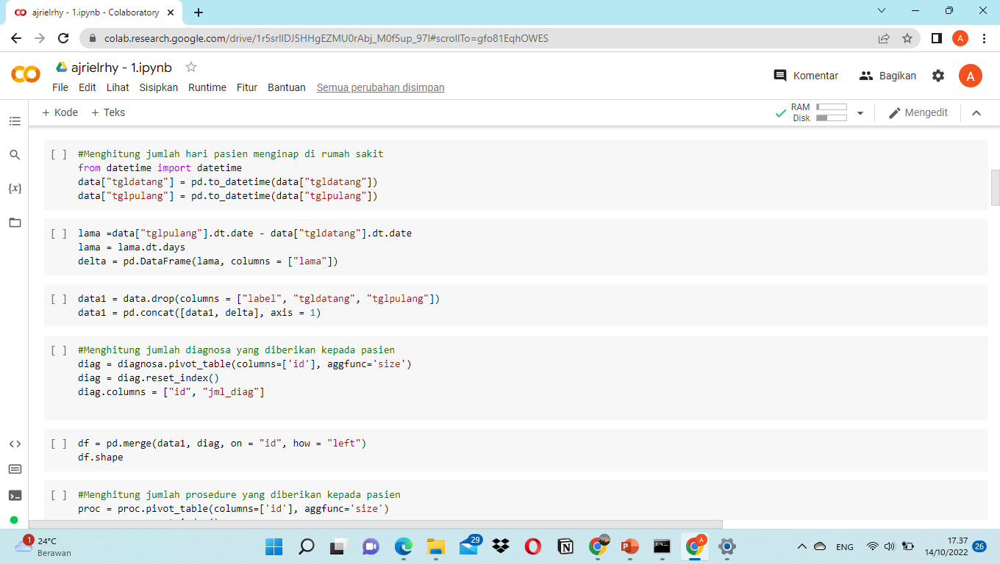 ajrielrhy - 1.ipynb - Colaboratory
colab.research.google.com/drive/1r5srlIDJ5HHgEZMU0rAbj_M0f5up_97I#scrollTo=gfo81EqhOWES
A
ajrielrhy - 1.ipynb
File Edit Lihat Sisipkan Runtime Fitur Bantuan Semua perubahan disimpan
Komentar Bagikan A
+ Kode + Teks
RAM
Disk
Mengedit
{x}
[ ] #Menghitung jumlah hari pasien menginap di rumah sakit
from datetime import datetime
data["tgldatang"] = pd.to_datetime(data["tgldatang"])
data["tglpulang"] = pd.to_datetime(data["tglpulang"])
[ ] lama =data["tglpulang"].dt.date - data["tgldatang"].dt.date
lama = lama.dt.days
delta = pd.DataFrame(lama, columns = ["lama"])
[ ] data1 = data.drop(columns = ["label", "tgldatang", "tglpulang"])
data1 = pd.concat([data1, delta], axis = 1)
[ ] #Menghitung jumlah diagnosa yang diberikan kepada pasien
diag = diagnosa.pivot_table(columns=['id'], aggfunc='size')
diag = diag.reset_index()
diag.columns = ["id", "jml_diag"]
[ ] df = pd.merge(data1, diag, on = "id", how = "left")
df.shape
[ ] #Menghitung jumlah prosedure yang diberikan kepada pasien
proc = proc.pivot_table(columns=['id'], aggfunc='size')
1
24°C
Berawan
29
A
ENG
17.37
14/10/2022
26